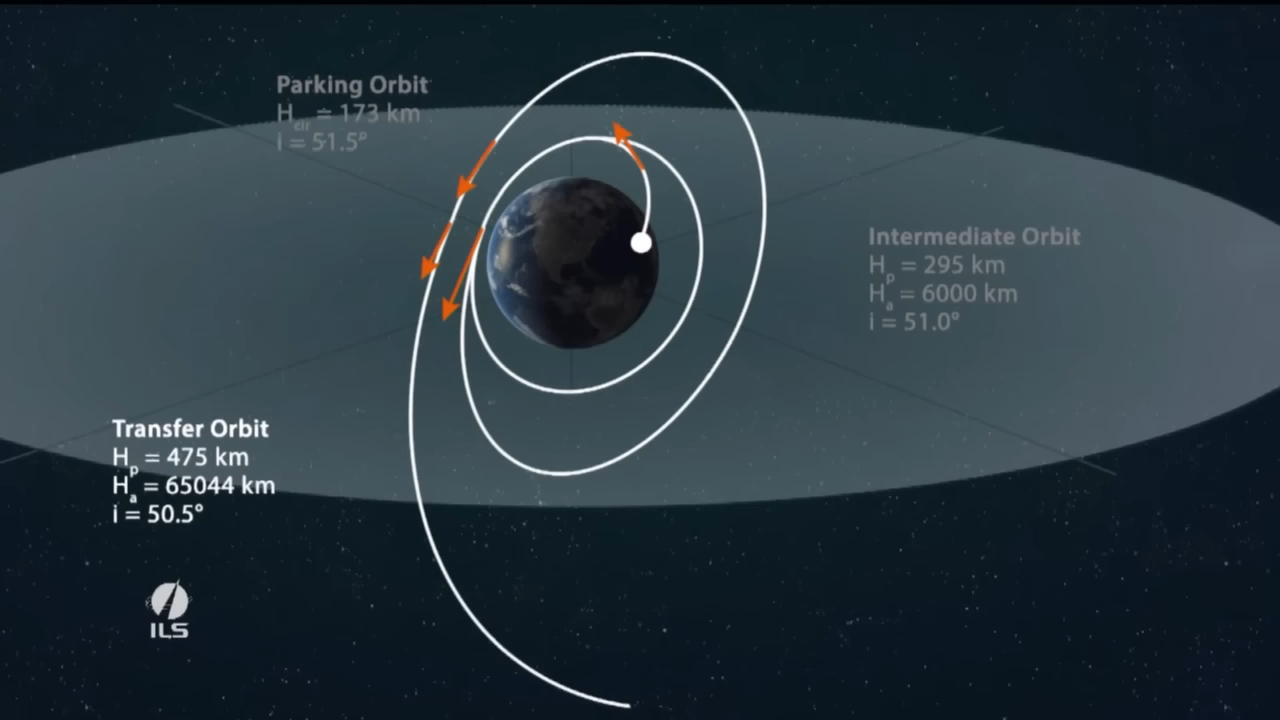 Parking Orbit
Hcir = 173 km
i = 51.5°
Intermediate Orbit
Hp = 295 km
Ha = 6000 km
i = 51.0°
Transfer Orbit
Hp = 475 km
Ha = 65044 km
i = 50.5°
ILS